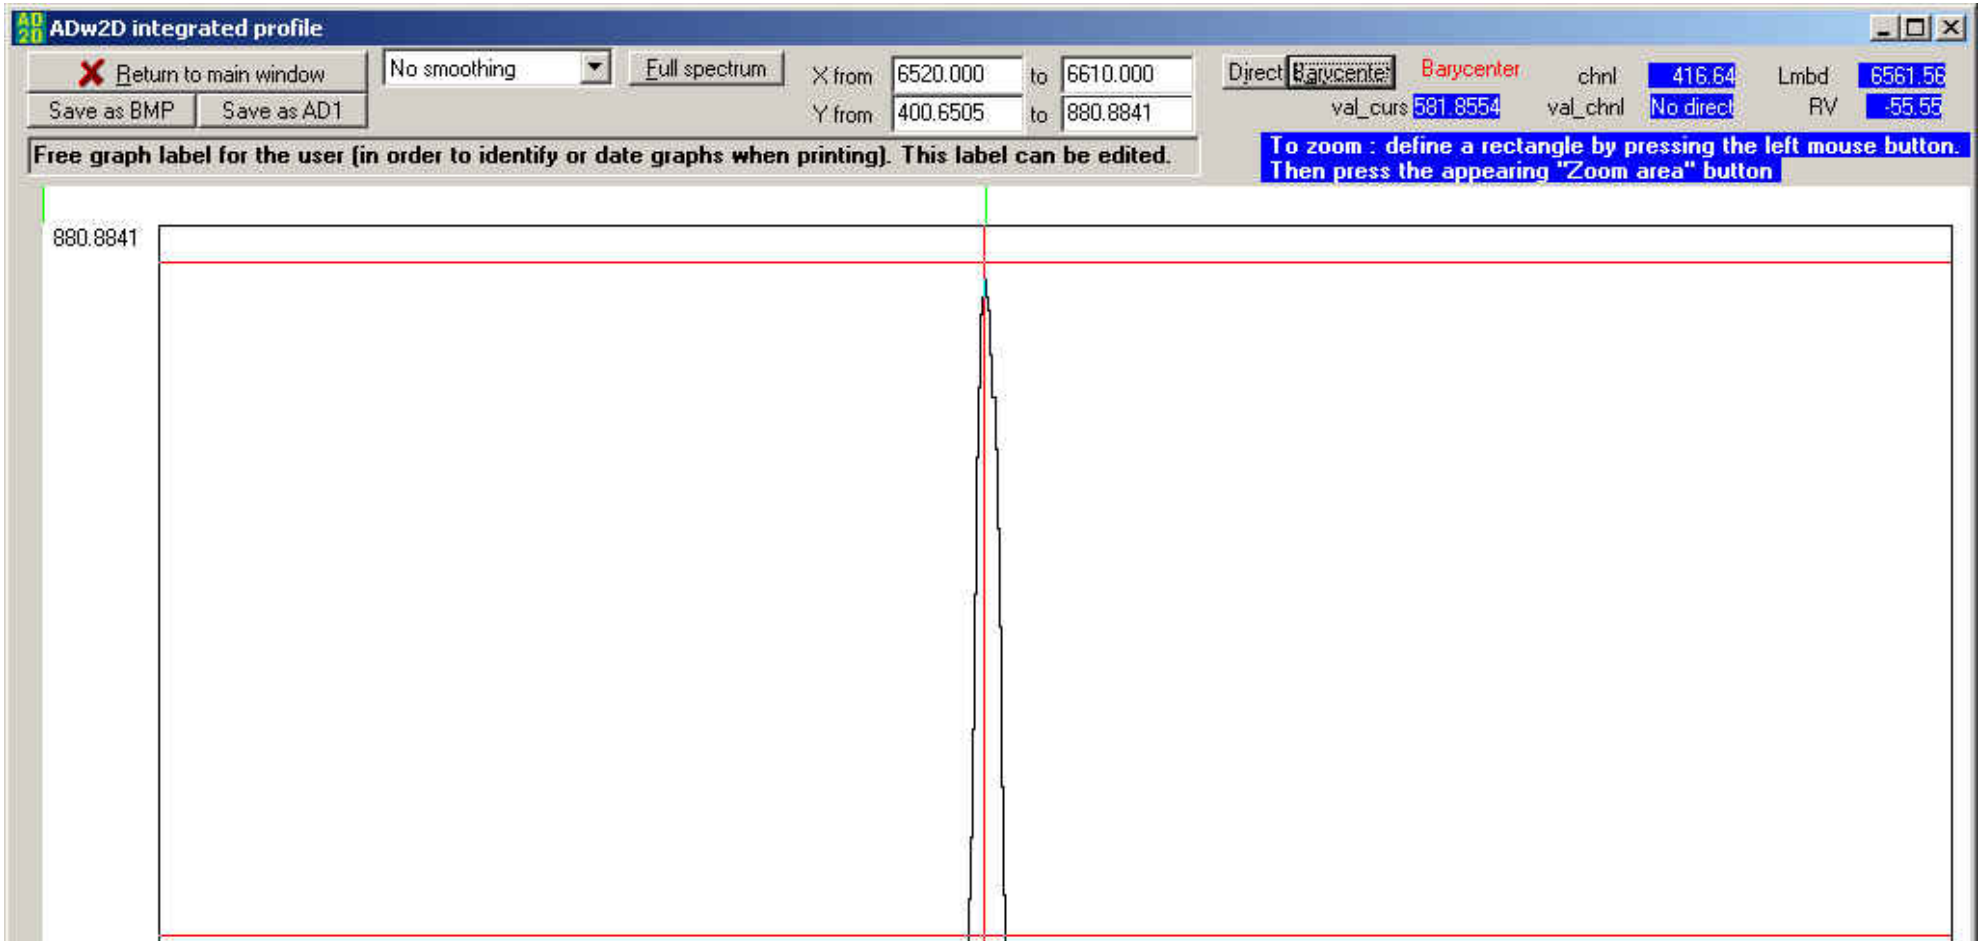 AD 2D
ADw2D integrated profile
Return to main window
No smoothing
Full spectrum
X from 6520.000 to 6610.000
Direct Barycenter Barycenter chnl 416.64 Lmbd 6561.56
Save as BMP Save as AD1
Y from 400.6505 to 880.8841
val_curs 581.8554 val_chnl No direct RV -55.55
Free graph label for the user (in order to identify or date graphs when printing). This label can be edited.
To zoom : define a rectangle by pressing the left mouse button.
Then press the appearing "Zoom area" button
880.8841